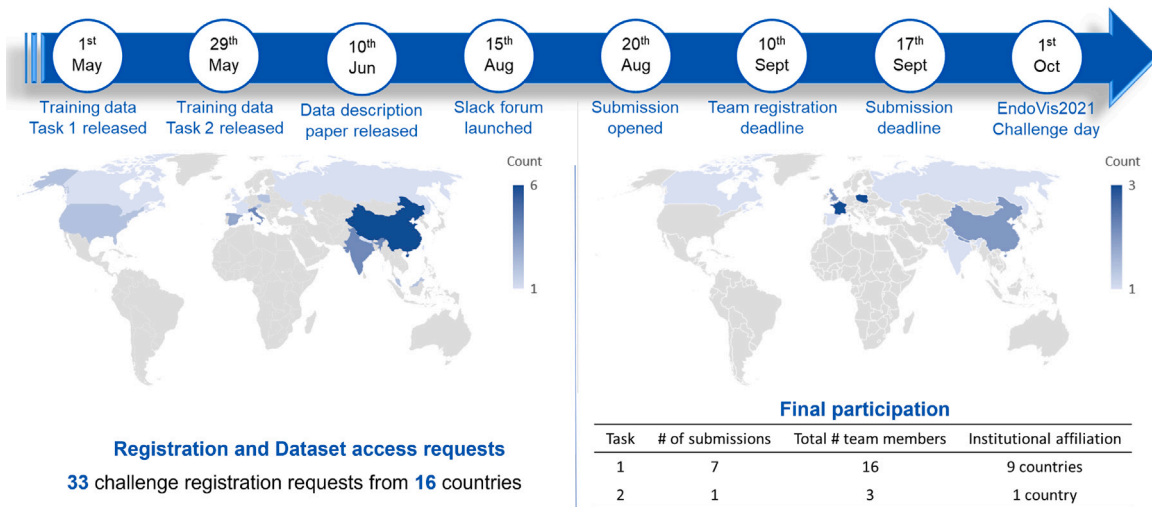 1st May
29th May
10th Jun
15th Aug
20th Aug
10th Sept
17th Sept
1st Oct
Training data
Task 1 released
Training data
Task 2 released
Data description
paper released
Slack forum
launched
Submission
opened
Team registration
deadline
Submission
deadline
EndoVis2021
Challenge day
Count
6
1
Count
3
1
Registration and Dataset access requests
33 challenge registration requests from 16 countries
Final participation
Task # of submissions Total # team members Institutional affiliation
1 7 16 9 countries
2 1 3 1 country